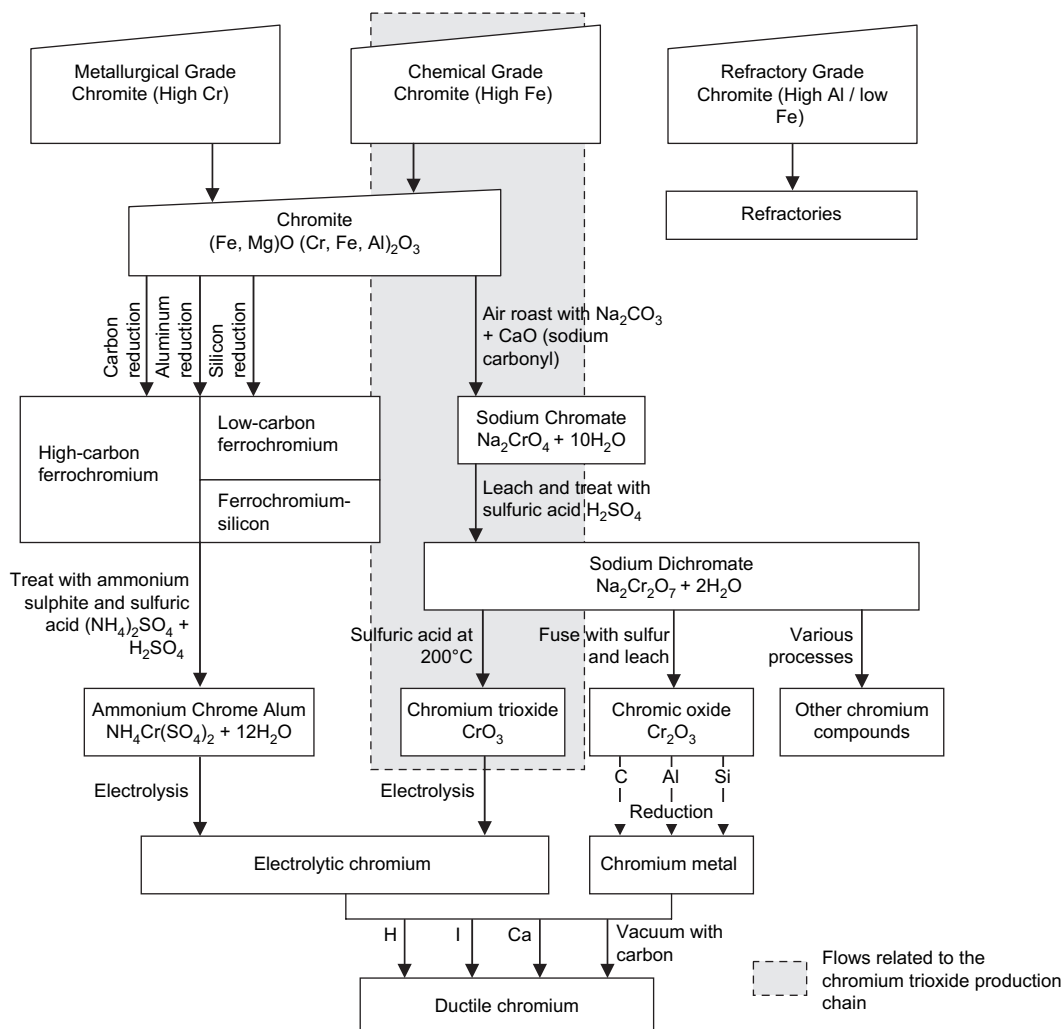 Metallurgical Grade
Chromite (High Cr)
Chemical Grade
Chromite (High Fe)
Refractory Grade
Chromite (High Al / low
Fe)
Chromite
(Fe, Mg)O (Cr, Fe, Al)₂O₃
Refractories
Carbon
reduction
Aluminum
reduction
Silicon
reduction
Air roast with Na₂CO₃
+ CaO (sodium
carbonyl)
High-carbon
ferrochromium
Low-carbon
ferrochromium
Ferrochromium-
silicon
Sodium Chromate
Na₂CrO₄ + 10H₂O
Leach and treat with
sulfuric acid H₂SO₄
Sodium Dichromate
Na₂Cr₂O₇ + 2H₂O
Treat with ammonium
sulphite and sulfuric
acid (NH₄)₂SO₄ +
H₂SO₄
Sulfuric acid at
200°C
Fuse with sulfur
and leach
Various
processes
Ammonium Chrome Alum
NH₄Cr(SO₄)₂ + 12H₂O
Chromium trioxide
CrO₃
Chromic oxide
Cr₂O₃
Other chromium
compounds
Electrolysis
Electrolysis
C Al Si
Reduction
Electrolytic chromium
Chromium metal
H I Ca
Vacuum with
carbon
Ductile chromium
Flows related to the
chromium trioxide production
chain